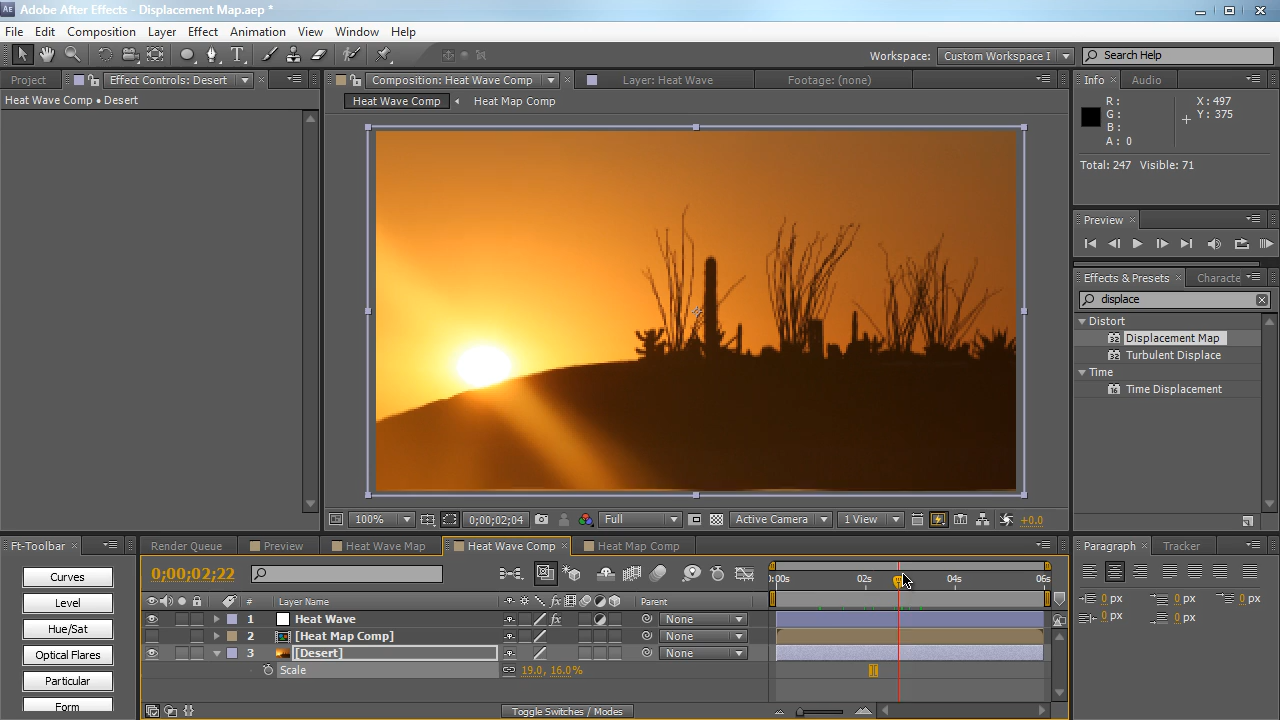 Adobe After Effects - Displacement Map.aep *
File Edit Composition Layer Effect Animation View Window Help
Workspace: Custom Workspace I Search Help
Project Effect Controls: Desert Composition: Heat Wave Comp Layer: Heat Wave Footage: (none) Info Audio
Heat Wave Comp • Desert Heat Wave Comp Heat Map Comp
R : X : 497
G : Y : 375
B :
A : 0
Total: 247 Visible: 71
Preview
Effects & Presets Characte
displace
Distort
32 Displacement Map
32 Turbulent Displace
Time
16 Time Displacement
100% 0;00;02;04 Full Active Camera 1 View +0.0
Ft-Toolbar Render Queue Preview Heat Wave Map Heat Wave Comp Heat Map Comp Paragraph Tracker
0;00;02;22 0:00s 02s 04s 06s
Curves
Level
Hue/Sat
Optical Flares
Particular
Form
# Layer Name fx Parent
1 Heat Wave fx None
2 [Heat Map Comp] None
3 [Desert] None
Scale 19.0, 16.0%
0 px 0 px 0 px
0 px 0 px
Toggle Switches / Modes